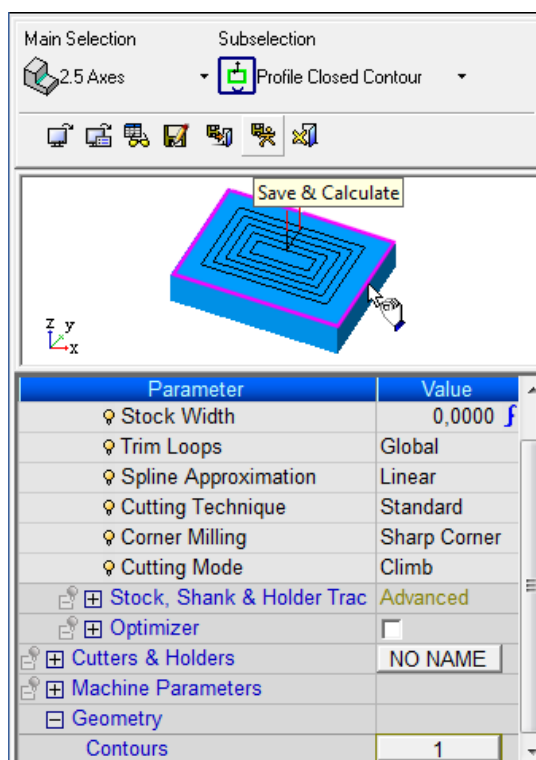 Main Selection Subselection
2.5 Axes Profile Closed Contour
Save & Calculate
z y
x
Parameter Value
Stock Width 0,0000 f
Trim Loops Global
Spline Approximation Linear
Cutting Technique Standard
Corner Milling Sharp Corner
Cutting Mode Climb
Stock, Shank & Holder Trac Advanced
Optimizer
Cutters & Holders NO NAME
Machine Parameters
Geometry
Contours 1